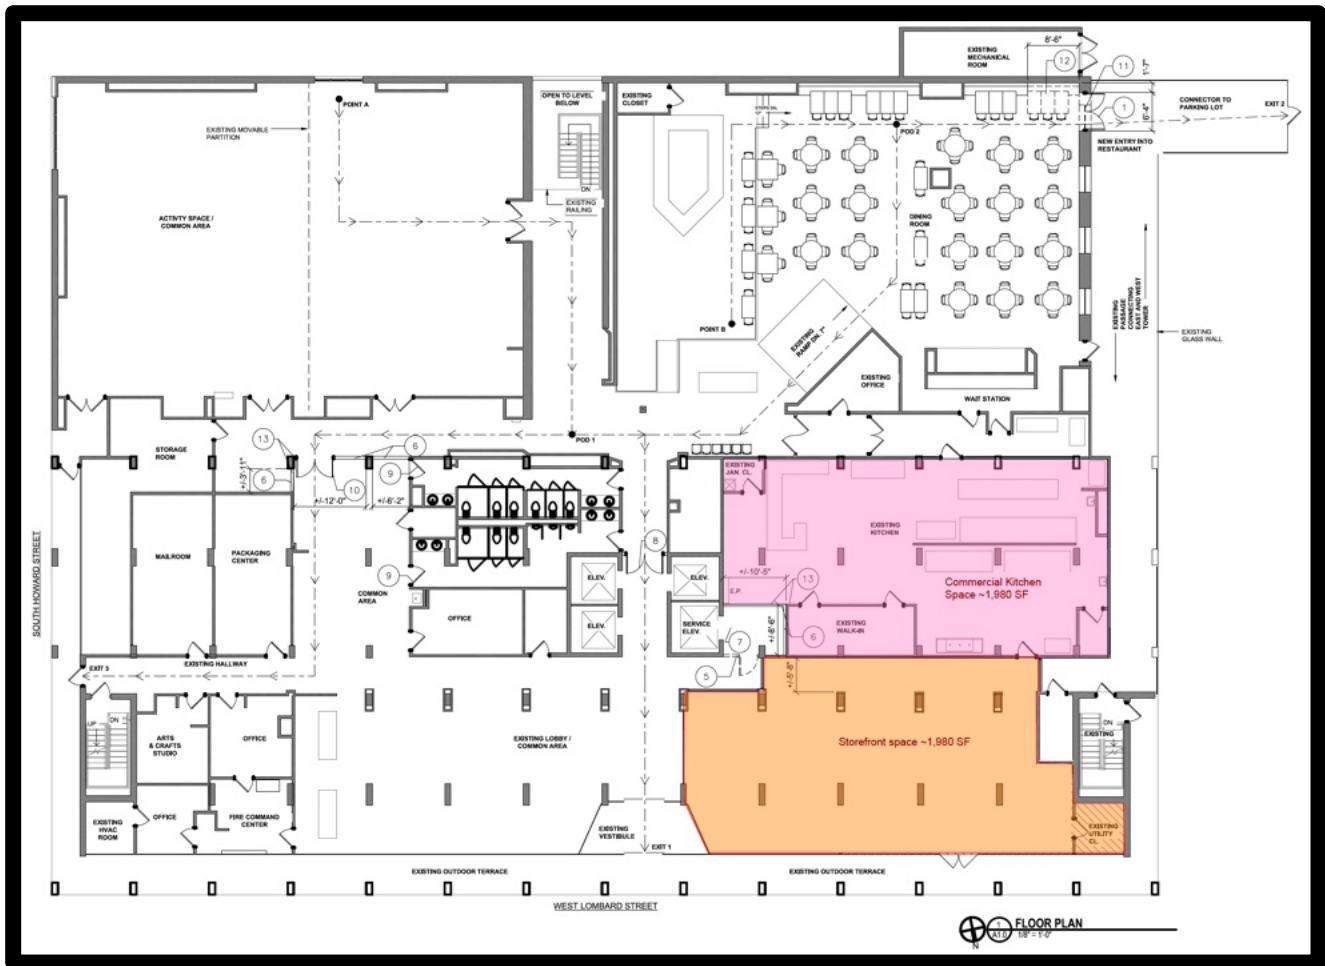 EXISTING
MECHANICAL
ROOM
8'-6"
12
11
1'-7"
1
6'-4"
CONNECTOR TO
PARKING LOT
EXIT 2
NEW ENTRY INTO
RESTAURANT
POINT A
EXISTING MOVABLE
PARTITION
OPEN TO LEVEL
BELOW
DN
EXISTING
RAILING
EXISTING
CLOSET
POD 2
ACTIVTY SPACE /
COMMON AREA
DINING
ROOM
POINT B
EXISTING
RAMP DN. 7"
EXISTING
PASSAGE
CONNECTING
EAST AND WEST
TOWER
EXISTING
GLASS WALL
EXISTING
OFFICE
WAIT STATION
POD 1
13
6
STORAGE
ROOM
+/-3'-11"
6
10
9
+/-12'-0"
+/-6'-2"
EXISTING
JAN. CL.
EXISTING
KITCHEN
MAILROOM
PACKAGING
CENTER
8
9
COMMON
AREA
ELEV.
ELEV.
+/-10'-5"
13
E.P.
Commercial Kitchen
Space ~1,980 SF
OFFICE
ELEV.
SERVICE
ELEV.
7
+/-8'-6"
6
EXISTING
WALK-IN
SOUTH HOWARD STREET
EXIT 3
EXISTING HALLWAY
5
+/-5'-8"
UP
DN
ARTS
& CRAFTS
STUDIO
OFFICE
EXISTING LOBBY /
COMMON AREA
Storefront space ~1,980 SF
DN
EXISTING
EXISTING
HVAC
ROOM
OFFICE
FIRE COMMAND
CENTER
EXISTING
VESTIBULE
EXIT 1
EXISTING
UTILITY
CL.
EXISTING OUTDOOR TERRACE
EXISTING OUTDOOR TERRACE
WEST LOMBARD STREET
N
1
A1.0
FLOOR PLAN
1/8" = 1'-0"